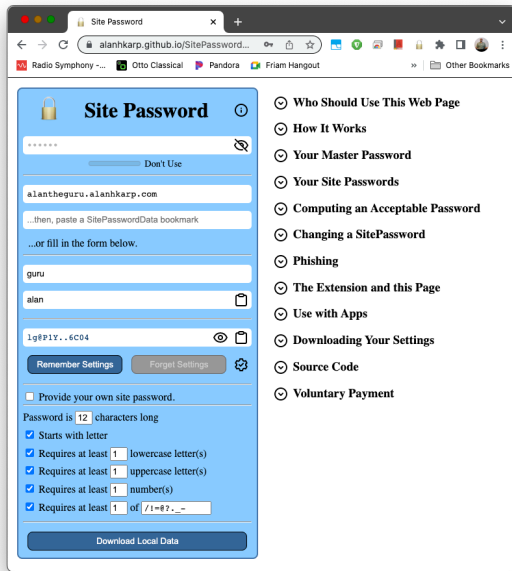 Site Password
alanhkarp.github.io/SitePassword...
Radio Symphony -... Otto Classical Pandora Friam Hangout » Other Bookmarks
Site Password
Don't Use
alantheguru.alanhkarp.com
...then, paste a SitePasswordData bookmark
...or fill in the form below.
guru
alan
lg@P1Y..6C04
Remember Settings Forget Settings
Provide your own site password.
Password is 12 characters long
Starts with letter
Requires at least 1 lowercase letter(s)
Requires at least 1 uppercase letter(s)
Requires at least 1 number(s)
Requires at least 1 of /!=@?._-
Download Local Data
Who Should Use This Web Page
How It Works
Your Master Password
Your Site Passwords
Computing an Acceptable Password
Changing a SitePassword
Phishing
The Extension and this Page
Use with Apps
Downloading Your Settings
Source Code
Voluntary Payment